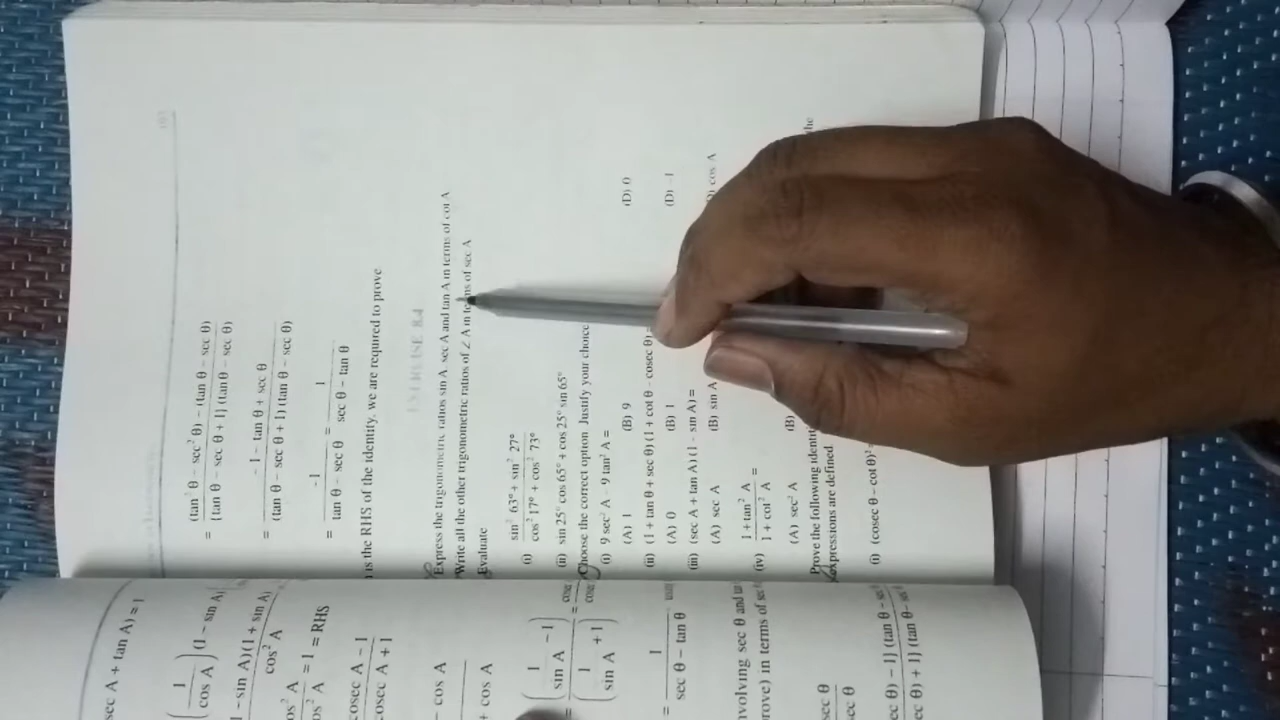 sec A + tan A) = 1
(1/cos A)(1 – sin A)
– sin A)(1 + sin A)
cos² A
cos² A = 1 = RHS
cosec A – 1
cosec A + 1
– cos A
+ cos A
(1/sin A – 1)
=
(1/sin A + 1)
= 1/(sec θ – tan θ)
sec θ and
prove) in terms of
sec θ
sec θ
= ((tan² θ – sec² θ) – (tan θ – sec θ))/({tan θ – sec θ + 1} (tan θ – sec θ))
= (–1 – tan θ + sec θ)/((tan θ – sec θ + 1) (tan θ – sec θ))
= –1/(tan θ – sec θ) = 1/(sec θ – tan θ)
is the RHS of the identity, we are required to prove
EXERCISE 8.4
Express the trigonometric ratios sin A, sec A and tan A in terms of cot A
Write all the other trigonometric ratios of ∠ A in terms of sec A
Evaluate
(i) (sin² 63° + sin² 27°)/(cos² 17° + cos² 73°)
(ii) sin 25° cos 65° + cos 25° sin 65°
Choose the correct option Justify your choice
(i) 9 sec² A – 9 tan² A =
(A) 1 (B) 9 (D) 0
(ii) (1 + tan θ + sec θ) (1 + cot θ – cosec θ) =
(A) 0 (B) 1 (D) –1
(iii) (sec A + tan A) (1 – sin A) =
(A) sec A (B) sin A cos A
(iv) (1 + tan² A)/(1 + cot² A) =
(A) sec² A (B)
Prove the following the
expressions are defined
(i) (cosec θ – cot θ)²